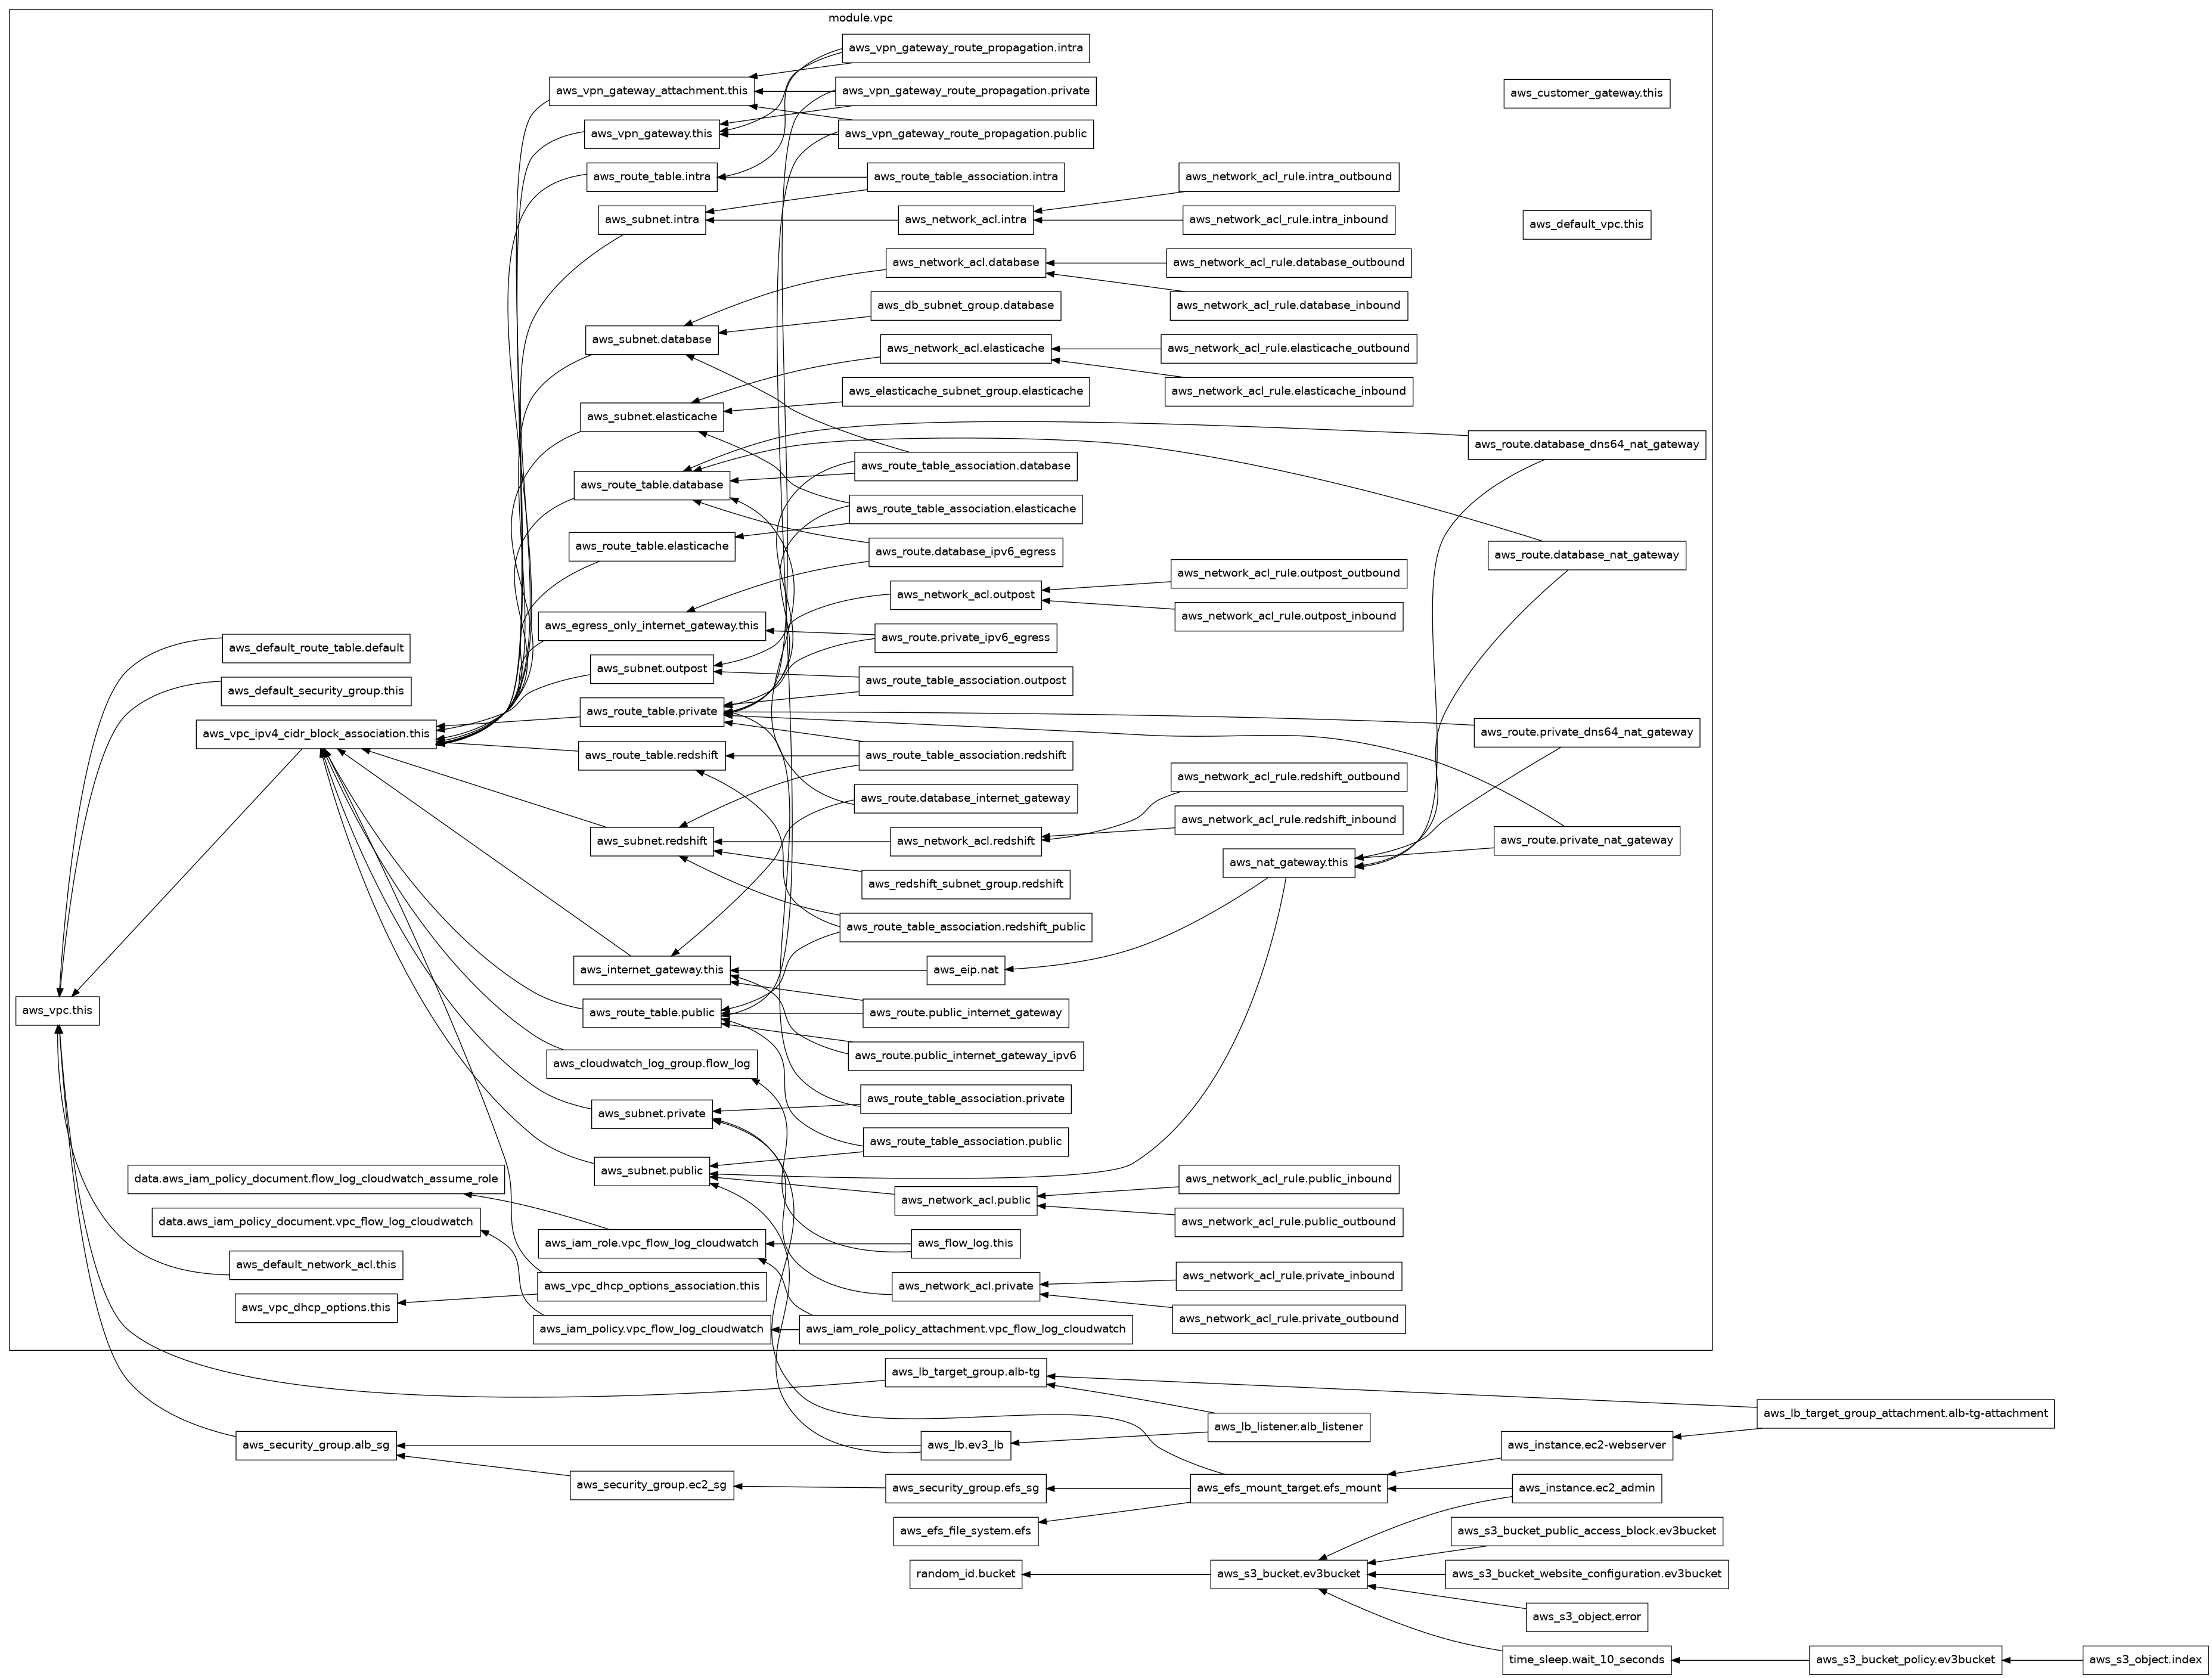 module.vpc
aws_vpn_gateway_route_propagation.intra
aws_vpn_gateway_attachment.this
aws_vpn_gateway_route_propagation.private
aws_customer_gateway.this
aws_vpn_gateway.this
aws_vpn_gateway_route_propagation.public
aws_route_table.intra
aws_route_table_association.intra
aws_network_acl_rule.intra_outbound
aws_subnet.intra
aws_network_acl.intra
aws_network_acl_rule.intra_inbound
aws_default_vpc.this
aws_network_acl.database
aws_network_acl_rule.database_outbound
aws_db_subnet_group.database
aws_network_acl_rule.database_inbound
aws_subnet.database
aws_network_acl.elasticache
aws_network_acl_rule.elasticache_outbound
aws_elasticache_subnet_group.elasticache
aws_network_acl_rule.elasticache_inbound
aws_subnet.elasticache
aws_route.database_dns64_nat_gateway
aws_route_table_association.database
aws_route_table.database
aws_route_table_association.elasticache
aws_route_table.elasticache
aws_route.database_ipv6_egress
aws_route.database_nat_gateway
aws_network_acl_rule.outpost_outbound
aws_network_acl.outpost
aws_network_acl_rule.outpost_inbound
aws_egress_only_internet_gateway.this
aws_route.private_ipv6_egress
aws_default_route_table.default
aws_subnet.outpost
aws_route_table_association.outpost
aws_default_security_group.this
aws_route_table.private
aws_vpc_ipv4_cidr_block_association.this
aws_route.private_dns64_nat_gateway
aws_route_table.redshift
aws_route_table_association.redshift
aws_network_acl_rule.redshift_outbound
aws_route.database_internet_gateway
aws_network_acl_rule.redshift_inbound
aws_subnet.redshift
aws_network_acl.redshift
aws_route.private_nat_gateway
aws_nat_gateway.this
aws_redshift_subnet_group.redshift
aws_route_table_association.redshift_public
aws_internet_gateway.this
aws_eip.nat
aws_vpc.this
aws_route_table.public
aws_route.public_internet_gateway
aws_cloudwatch_log_group.flow_log
aws_route.public_internet_gateway_ipv6
aws_subnet.private
aws_route_table_association.private
aws_route_table_association.public
aws_subnet.public
data.aws_iam_policy_document.flow_log_cloudwatch_assume_role
aws_network_acl_rule.public_inbound
aws_network_acl.public
data.aws_iam_policy_document.vpc_flow_log_cloudwatch
aws_network_acl_rule.public_outbound
aws_iam_role.vpc_flow_log_cloudwatch
aws_flow_log.this
aws_default_network_acl.this
aws_vpc_dhcp_options_association.this
aws_network_acl.private
aws_network_acl_rule.private_inbound
aws_vpc_dhcp_options.this
aws_network_acl_rule.private_outbound
aws_iam_policy.vpc_flow_log_cloudwatch
aws_iam_role_policy_attachment.vpc_flow_log_cloudwatch
aws_lb_target_group.alb-tg
aws_lb_target_group_attachment.alb-tg-attachment
aws_lb_listener.alb_listener
aws_security_group.alb_sg
aws_lb.ev3_lb
aws_instance.ec2-webserver
aws_security_group.ec2_sg
aws_security_group.efs_sg
aws_efs_mount_target.efs_mount
aws_instance.ec2_admin
aws_efs_file_system.efs
aws_s3_bucket_public_access_block.ev3bucket
random_id.bucket
aws_s3_bucket.ev3bucket
aws_s3_bucket_website_configuration.ev3bucket
aws_s3_object.error
time_sleep.wait_10_seconds
aws_s3_bucket_policy.ev3bucket
aws_s3_object.index